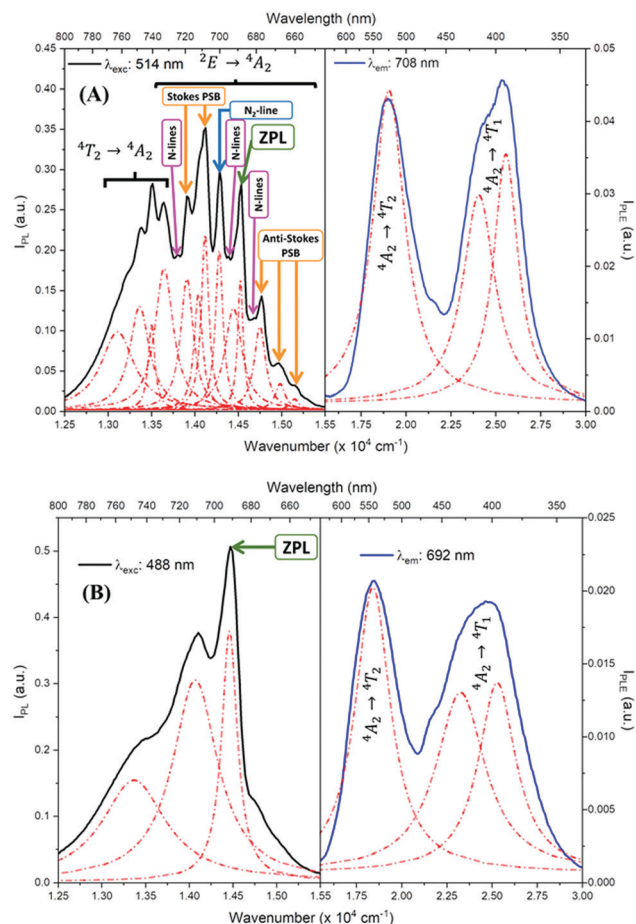 Wavelength (nm)
800 780 760 740 720 700 680 660
600 550 500 450 400 350
λexc: 514 nm
²E → ⁴A₂
λem: 708 nm
(A)
Stokes PSB
N₂-line
⁴T₂ → ⁴A₂
N-lines
N-lines
ZPL
N-lines
Anti-Stokes
PSB
⁴A₂ → ⁴T₂
⁴A₂ → ⁴T₁
0.45
0.40
0.35
0.30
0.25
0.20
0.15
0.10
0.05
0.00
I_PL (a.u.)
0.05
0.04
0.03
0.02
0.01
0.00
I_PLE (a.u.)
1.25 1.30 1.35 1.40 1.45 1.50 1.55 1.75 2.00 2.25 2.50 2.75 3.00
Wavenumber (x 10⁴ cm⁻¹)
Wavelength (nm)
800 780 760 740 720 700 680 660
600 550 500 450 400 350
λexc: 488 nm
ZPL
λem: 692 nm
(B)
⁴A₂ → ⁴T₂
⁴A₂ → ⁴T₁
0.5
0.4
0.3
0.2
0.1
0.0
I_PL (a.u.)
0.025
0.020
0.015
0.010
0.005
0.000
I_PLE (a.u.)
1.25 1.30 1.35 1.40 1.45 1.50 1.55 1.75 2.00 2.25 2.50 2.75 3.00
Wavenumber (x 10⁴ cm⁻¹)